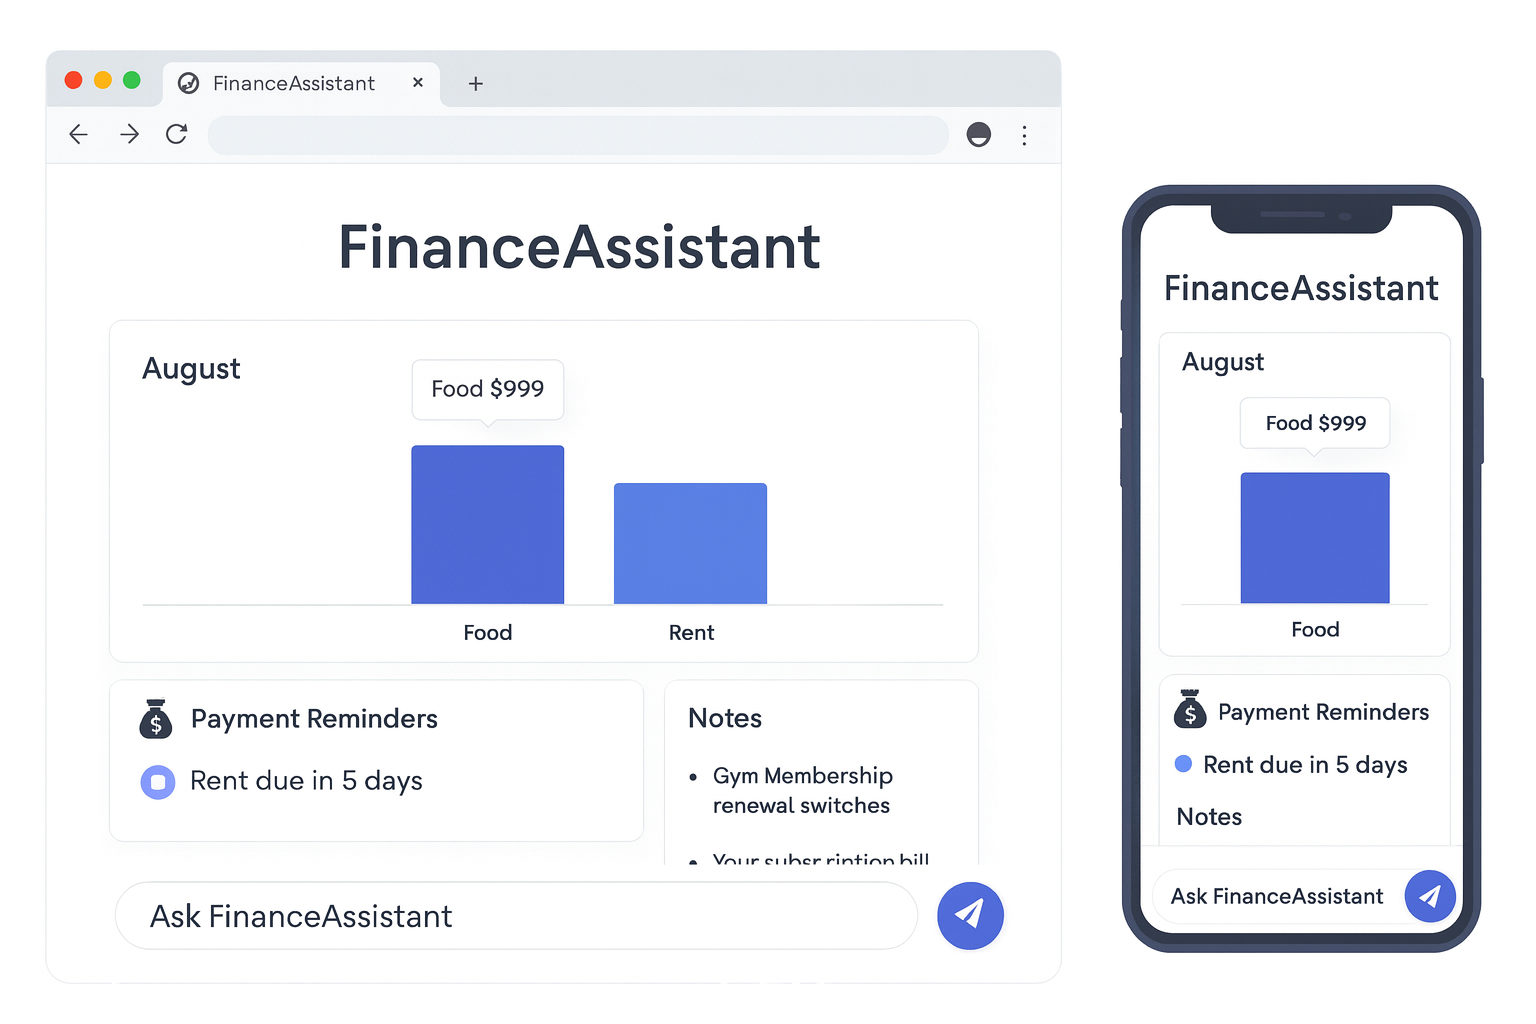 FinanceAssistant
FinanceAssistant
August
Food $999
Food
Rent
$
Payment Reminders
Rent due in 5 days
Notes
• Gym Membership
renewal switches
• Your subsr rintion bill
Ask FinanceAssistant
FinanceAssistant
August
Food $999
Food
$
Payment Reminders
Rent due in 5 days
Notes
Ask FinanceAssistant